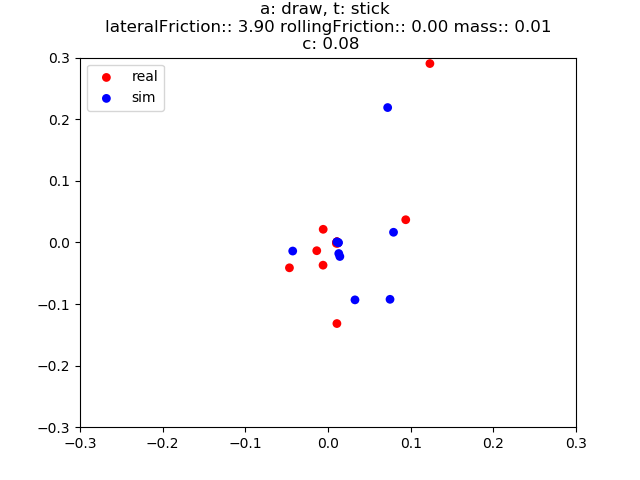 a: draw, t: stick
lateralFriction:: 3.90 rollingFriction:: 0.00 mass:: 0.01
c: 0.08
real
sim
0.3
0.2
0.1
0.0
−0.1
−0.2
−0.3
−0.3 −0.2 −0.1 0.0 0.1 0.2 0.3